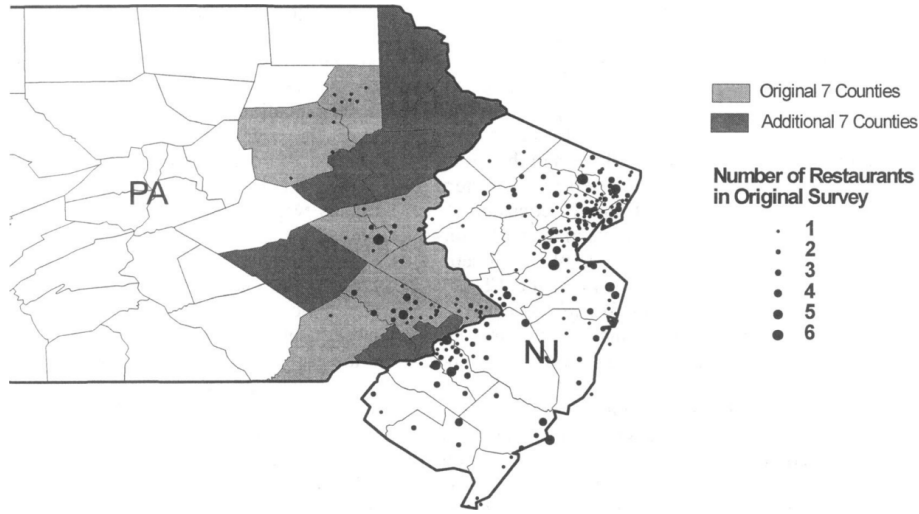 PA
NJ
Original 7 Counties
Additional 7 Counties
Number of Restaurants
in Original Survey
1
2
3
4
5
6